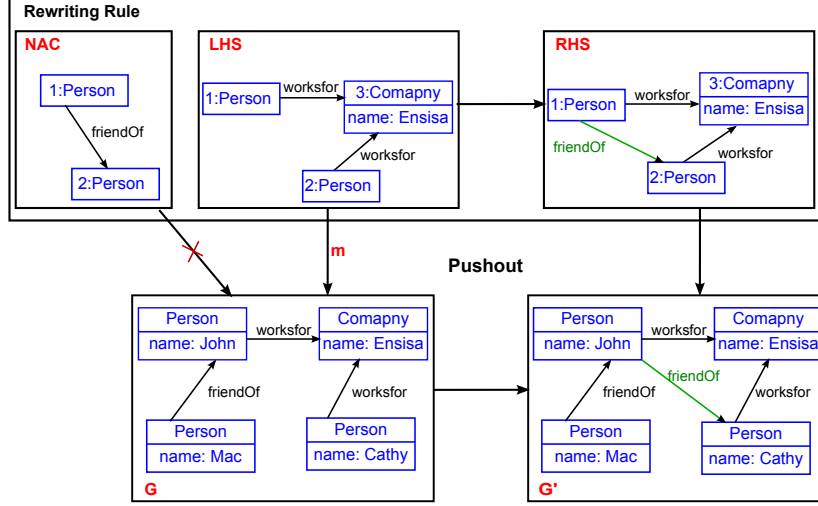 Rewriting Rule
NAC
1:Person
friendOf
2:Person
LHS
1:Person
worksfor
3:Comapny
name: Ensisa
worksfor
2:Person
RHS
1:Person
worksfor
3:Comapny
name: Ensisa
friendOf
worksfor
2:Person
m
Pushout
Person
name: John
worksfor
Comapny
name: Ensisa
friendOf
worksfor
Person
name: Mac
Person
name: Cathy
G
Person
name: John
worksfor
Comapny
name: Ensisa
friendOf
friendOf
worksfor
Person
name: Mac
Person
name: Cathy
G'